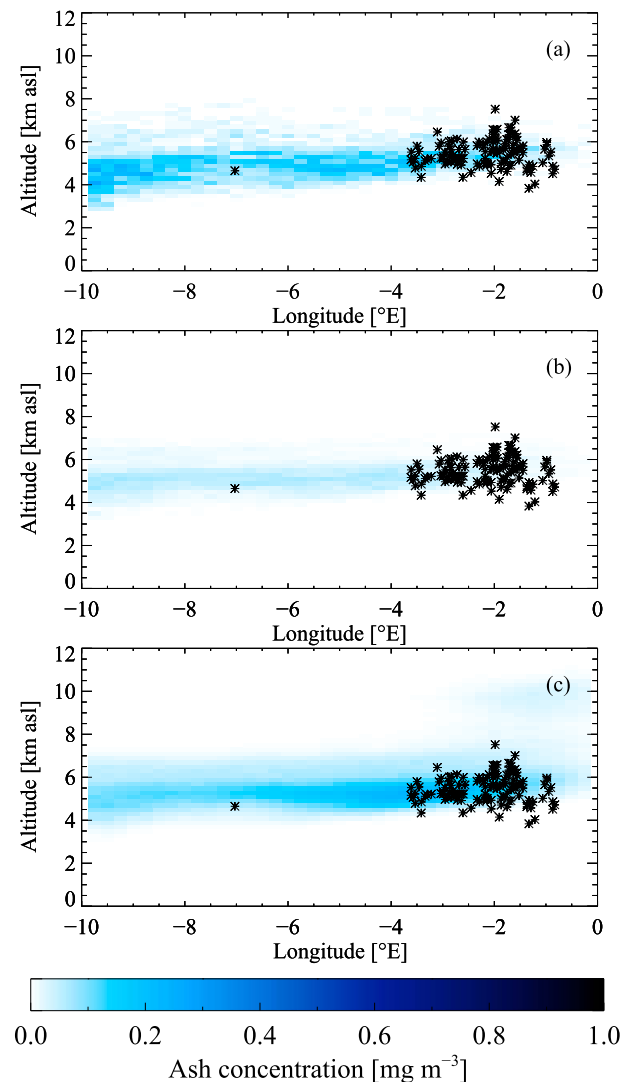 12
(a)
10
8
6
4
2
0
Altitude [km asl]
−10 −8 −6 −4 −2 0
Longitude [°E]
12
(b)
10
8
6
4
2
0
Altitude [km asl]
−10 −8 −6 −4 −2 0
Longitude [°E]
12
(c)
10
8
6
4
2
0
Altitude [km asl]
−10 −8 −6 −4 −2 0
Longitude [°E]
0.0 0.2 0.4 0.6 0.8 1.0
Ash concentration [mg m⁻³]